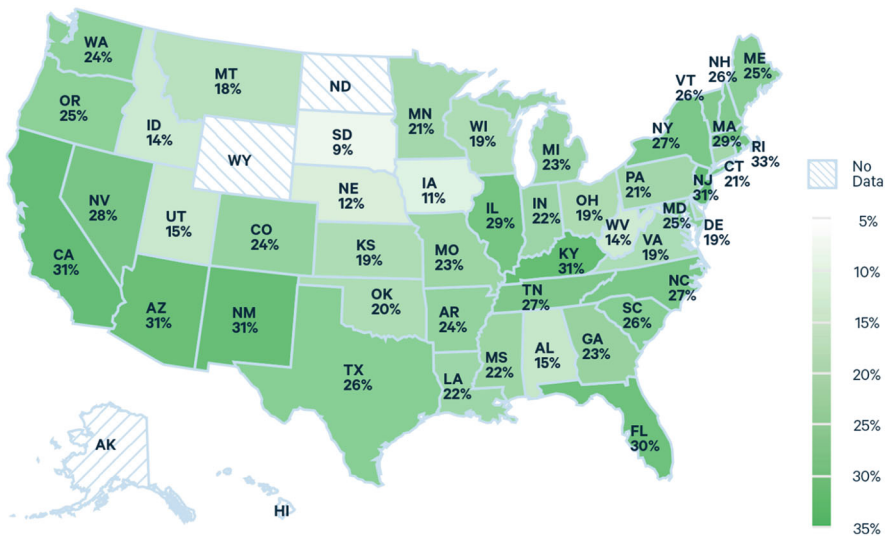 WA
24%
OR
25%
CA
31%
NV
28%
ID
14%
MT
18%
WY
UT
15%
AZ
31%
CO
24%
NM
31%
ND
SD
9%
NE
12%
KS
19%
OK
20%
TX
26%
MN
21%
IA
11%
MO
23%
AR
24%
LA
22%
WI
19%
IL
29%
MS
22%
MI
23%
IN
22%
KY
31%
TN
27%
AL
15%
OH
19%
WV
14%
GA
23%
FL
30%
SC
26%
NC
27%
VA
19%
PA
21%
NY
27%
VT
26%
NH
26%
ME
25%
MA
29%
RI
33%
CT
21%
NJ
31%
MD
25%
DE
19%
AK
HI
No
Data
5%
10%
15%
20%
25%
30%
35%